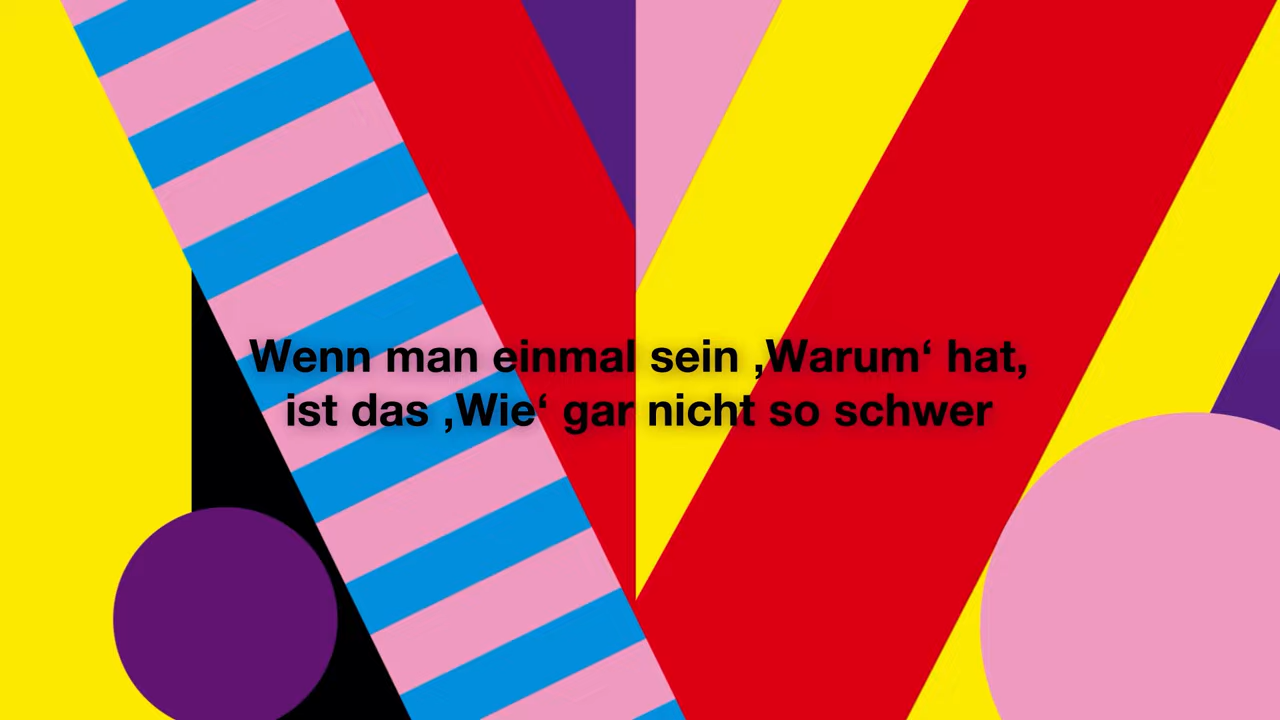 Wenn man einmal sein ‚Warum‘ hat,
ist das ‚Wie‘ gar nicht so schwer